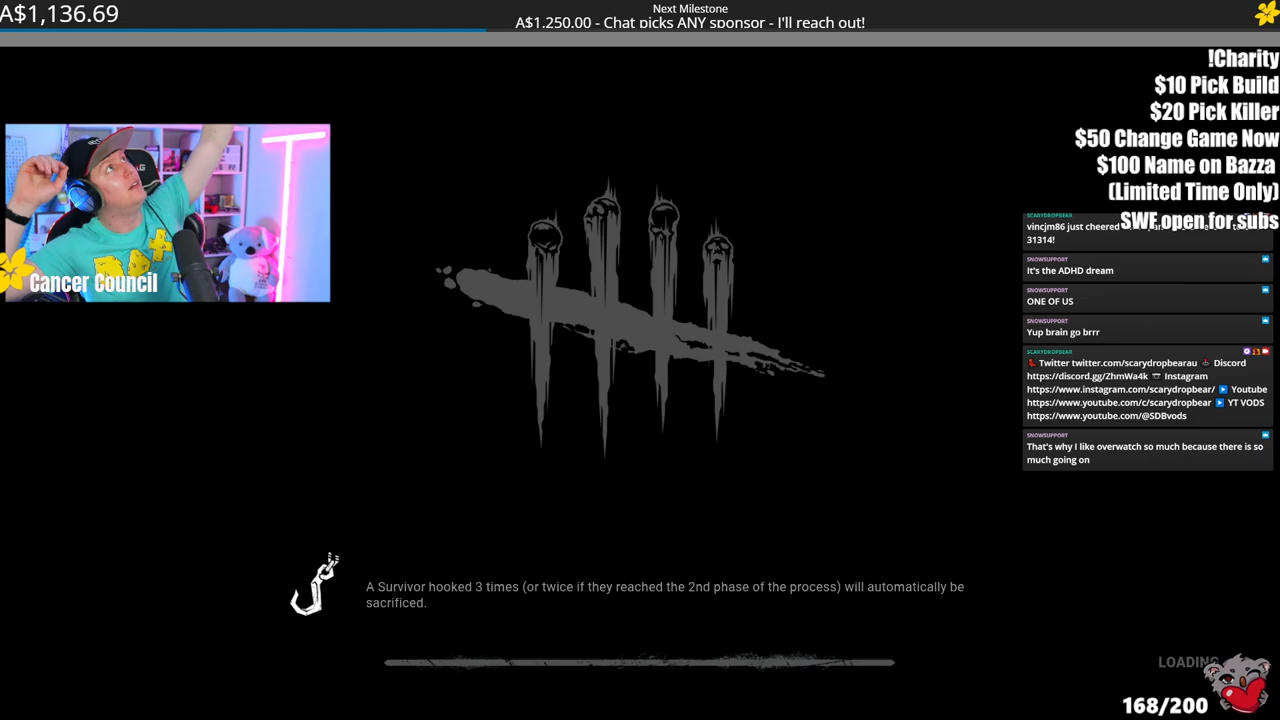 A$1,136.69
Next Milestone
A$1.250.00 - Chat picks ANY sponsor - I'll reach out!
!Charity
$10 Pick Build
$20 Pick Killer
$50 Change Game Now
$100 Name on Bazza
(Limited Time Only)
SWF open for subs
Cancer Council
SCARYDROPBEAR
vincjm86 just cheered
31314!
SNOWSUPPORT
It's the ADHD dream
SNOWSUPPORT
ONE OF US
SNOWSUPPORT
Yup brain go brrr
SCARYDROPBEAR
Twitter twitter.com/scarydropbearau Discord
https://discord.gg/ZhmWa4k Instagram
https://www.instagram.com/scarydropbear/ Youtube
https://www.youtube.com/c/scarydropbear YT VODS
https://www.youtube.com/@SDBvods
SNOWSUPPORT
That's why I like overwatch so much because there is so
much going on
A Survivor hooked 3 times (or twice if they reached the 2nd phase of the process) will automatically be
sacrificed.
LOADING
168/200